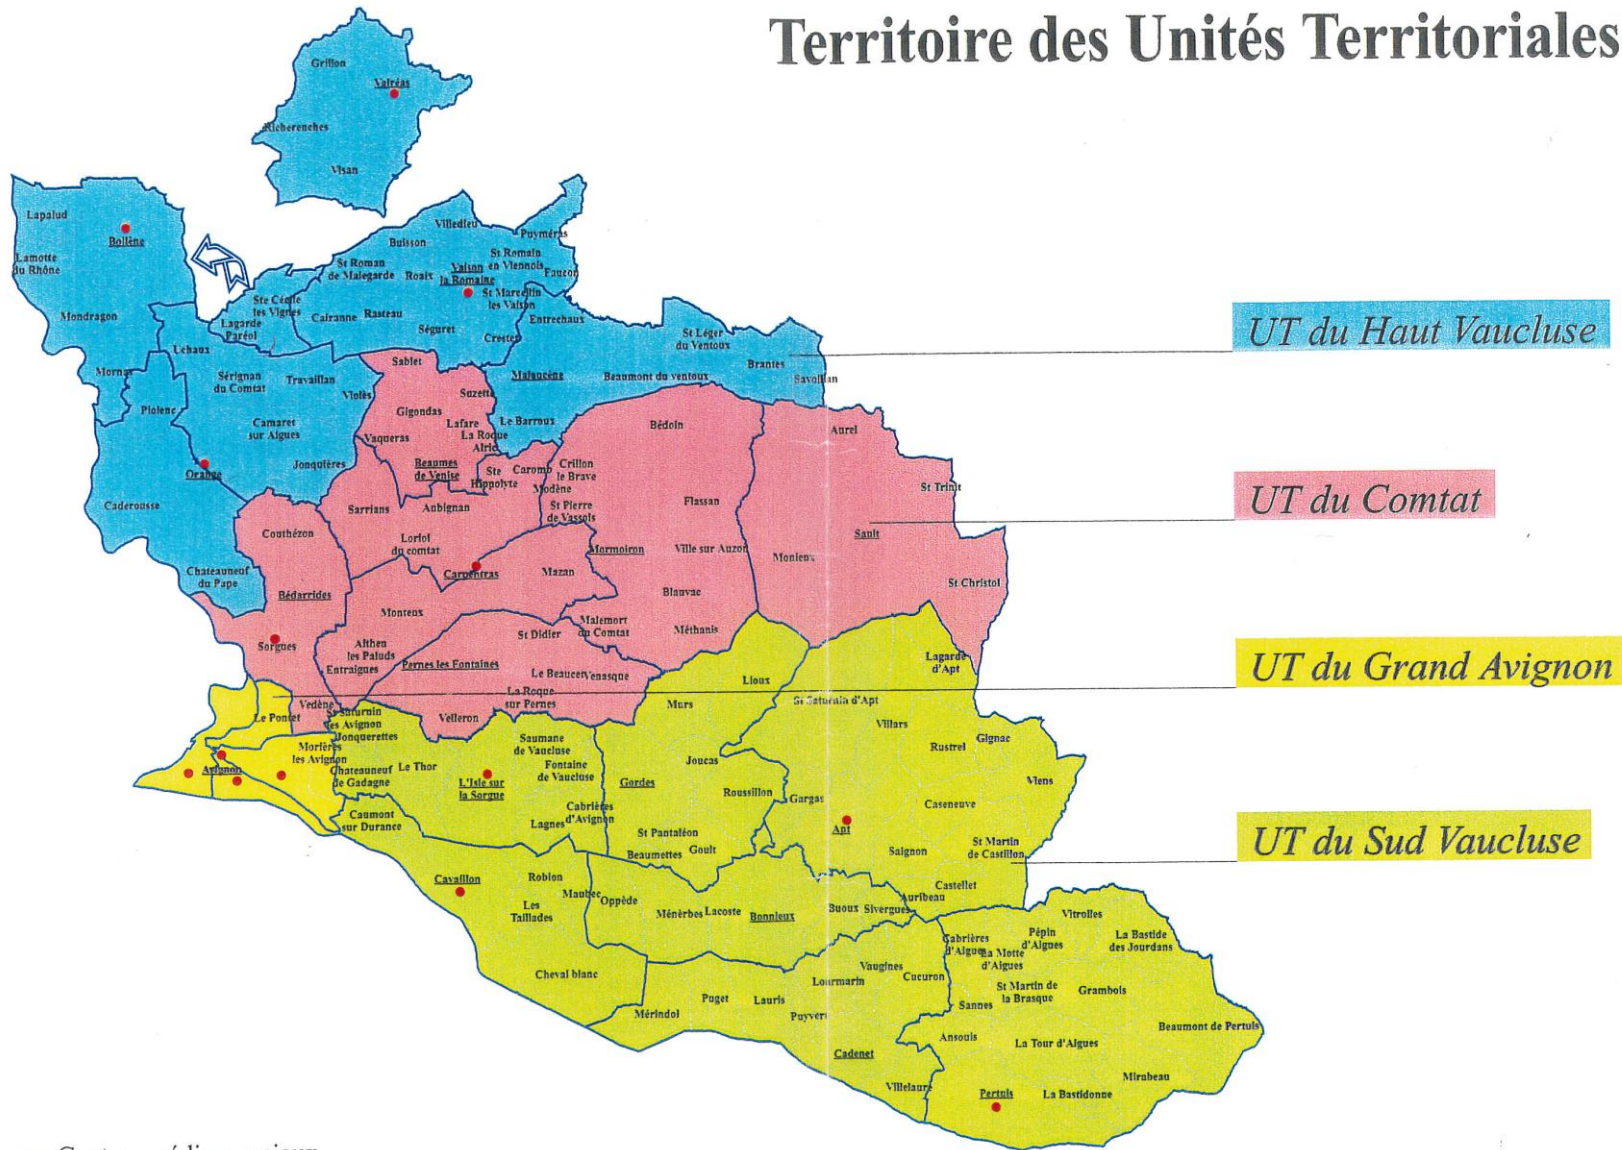 Territoire des Unités Territoriales
Grillon
Valréas
Richerenches
Visan
Lapalud
Bollène
Lamotte
du Rhône
Mondragon
Mornas
Villedieu
Buisson
Puyméras
St Roman
de Malegarde
Roaix
Vaison
la Romaine
St Romain
en Viennois
Faucon
Ste Cécile
les Vignes
St Marcellin
les Vaison
Lagarde
Paréol
Cairanne
Rasteau
Séguret
Crestet
Entrechaux
St Léger
du Ventoux
Brantes
Savoillan
UT du Haut Vaucluse
Uchaux
Sérignan
du Comtat
Travaillan
Violès
Sablet
Malaucène
Beaumont du ventoux
Piolenc
Camaret
sur Aigues
Gigondas
Suzette
Lafare
Le Barroux
Vaqueras
La Roque
Alric
Bédoin
Aurel
Orange
Jonquières
Beaumes
de Venise
Ste
Hippolyte
Caromb
Crillon
le Brave
Modène
St Trinit
UT du Comtat
Caderousse
Sarrians
Aubignan
St Pierre
de Vassols
Flassan
Couthézon
Loriol
du comtat
Mormoiron
Ville sur Auzon
Monieux
Sault
Chateauneuf
du Pape
Bédarrides
Carpentras
Mazan
Blauvac
St Christol
Monteux
Malemort
du Comtat
Méthanis
Sorgues
Althen
les Paluds
Entraigues
St Didier
Pernes les Fontaines
Le Beaucet
Venasque
Lioux
Lagarde
d'Apt
UT du Grand Avignon
Vedène
La Roque
sur Pernes
Velleron
Murs
St Saturnin d'Apt
Le Pontet
St Saturnin
les Avignon
Jonquerettes
Villars
Morières
les Avignon
Saumane
de Vaucluse
Rustrel
Gignac
Avignon
Chateauneuf
de Gadagne
Le Thor
L'Isle sur
la Sorgue
Fontaine
de Vaucluse
Gordes
Joucas
Roussillon
Gargas
Viens
Caseneuve
Caumont
sur Durance
Lagnes
Cabrières
d'Avignon
St Pantaléon
Beaumettes
Goult
Apt
Saignon
St Martin
de Castillon
UT du Sud Vaucluse
Cavaillon
Robion
Maubec
Oppède
Les
Taillades
Ménèrbes
Lacoste
Bonnieux
Buoux
Sivergues
Auribeau
Castellet
Vitrolles
Cheval blanc
Vaugines
Lourmarin
Cucuron
Cabrières
d'Aigues
La Motte
d'Aigues
Pépin
d'Aigues
La Bastide
des Jourdans
Mérindol
Puget
Lauris
Puyvert
Sannes
St Martin de
la Brasque
Grambois
Cadenet
Ansouis
La Tour d'Aigues
Beaumont de Pertuis
Villelaure
Pertuis
La Bastidonne
Mirabeau